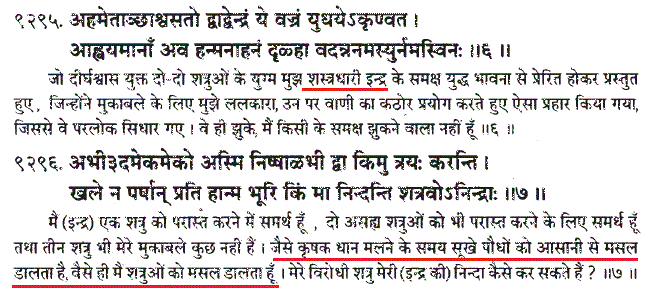 ९२९५. अहमेताञ्छाश्वसतो द्वाद्वेन्द्रं ये वज्रं युधयेऽकृण्वत ।
आह्वयमानाँ अव हन्मनाहनं दृळ्हा वदन्ननमस्युर्नमस्विनः ॥६ ॥
जो दीर्घश्वास युक्त दो-दो शत्रुओं के युग्म मुझ शस्त्रधारी इन्द्र के समक्ष युद्ध भावना से प्रेरित होकर प्रस्तुत
हुए , जिन्होंने मुकाबले के लिए मुझे ललकारा, उन पर वाणी का कठोर प्रयोग करते हुए ऐसा प्रहार किया गया,
जिससे वे परलोक सिधार गए । वे ही झुके, मैं किसी के समक्ष झुकने वाला नहीं हूँ ॥६ ॥
९२९६. अभी३दमेकमेको अस्मि निष्षाळभी द्वा किमु त्रयः करन्ति ।
खले न पर्षान् प्रति हान्म भूरि किं मा निन्दन्ति शत्रवोऽनिन्द्राः ॥७ ॥
मैं (इन्द्र) एक शत्रु को परास्त करने में समर्थ हूँ , दो असह्य शत्रुओं को भी परास्त करने के लिए समर्थ हूँ
तथा तीन शत्रु भी मेरे मुकाबले कुछ नहीं हैं । जैसे कृषक धान मलने के समय सूखे पौधों को आसानी से मसल
डालता है, वैसे ही मैं शत्रुओं को मसल डालता हूँ । मेरे विरोधी शत्रु मेरी (इन्द्र की) निन्दा कैसे कर सकते हैं ? ॥७ ॥